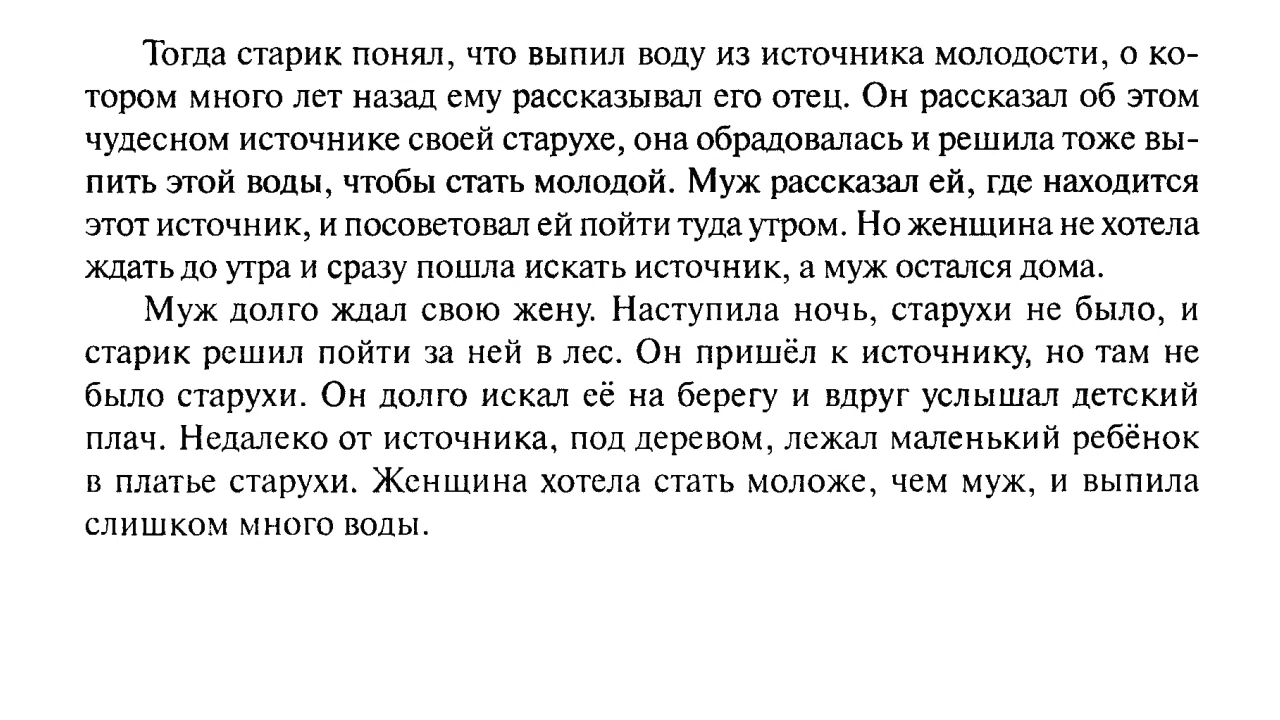 Тогда старик понял, что выпил воду из источника молодости, о ко-
тором много лет назад ему рассказывал его отец. Он рассказал об этом
чудесном источнике своей старухе, она обрадовалась и решила тоже вы-
пить этой воды, чтобы стать молодой. Муж рассказал ей, где находится
этот источник, и посоветовал ей пойти туда утром. Но женщина не хотела
ждать до утра и сразу пошла искать источник, а муж остался дома.
Муж долго ждал свою жену. Наступила ночь, старухи не было, и
старик решил пойти за ней в лес. Он пришёл к источнику, но там не
было старухи. Он долго искал её на берегу и вдруг услышал детский
плач. Недалеко от источника, под деревом, лежал маленький ребёнок
в платье старухи. Женщина хотела стать моложе, чем муж, и выпила
слишком много воды.